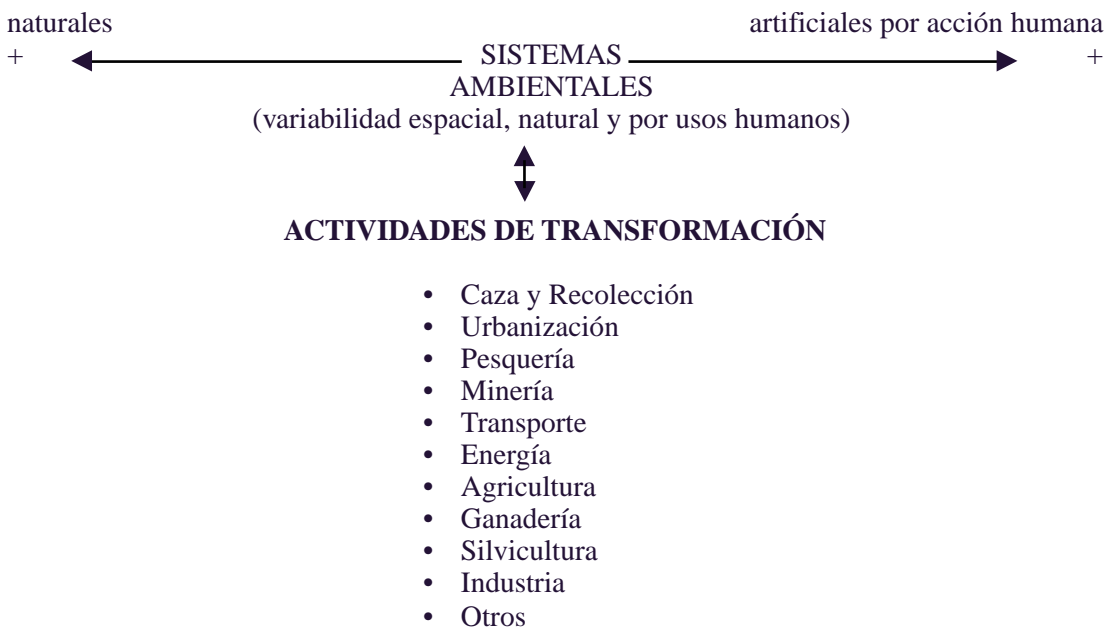 naturales artificiales por acción humana
+ SISTEMAS +
AMBIENTALES
(variabilidad espacial, natural y por usos humanos)
ACTIVIDADES DE TRANSFORMACIÓN
• Caza y Recolección
• Urbanización
• Pesquería
• Minería
• Transporte
• Energía
• Agricultura
• Ganadería
• Silvicultura
• Industria
• Otros